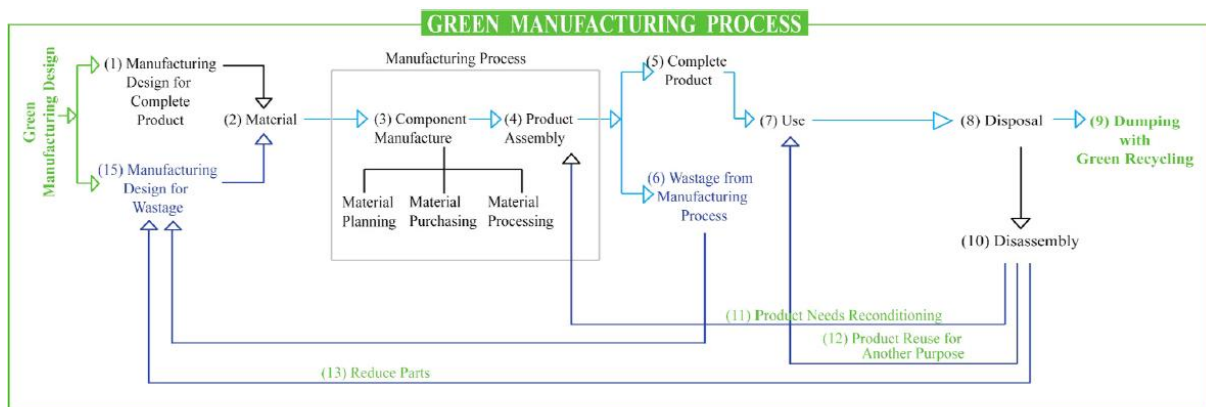 GREEN MANUFACTURING PROCESS
Green
Manufacturing Design
(1) Manufacturing
Design for
Complete
Product
(15) Manufacturing
Design for
Wastage
(2) Material
Manufacturing Process
(3) Component
Manufacture
Material
Planning
Material
Purchasing
Material
Processing
(4) Product
Assembly
(5) Complete
Product
(6) Wastage from
Manufacturing
Process
(7) Use
(8) Disposal
(9) Dumping
with
Green Recycling
(10) Disassembly
(11) Product Needs Reconditioning
(12) Product Reuse for
Another Purpose
(13) Reduce Parts